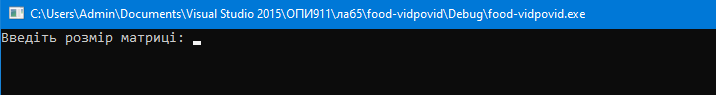 C:\Users\Admin\Documents\Visual Studio 2015\ОПИ911\ла65\food-vidpovid\Debug\food-vidpovid.exe
Введіть розмір матриці: